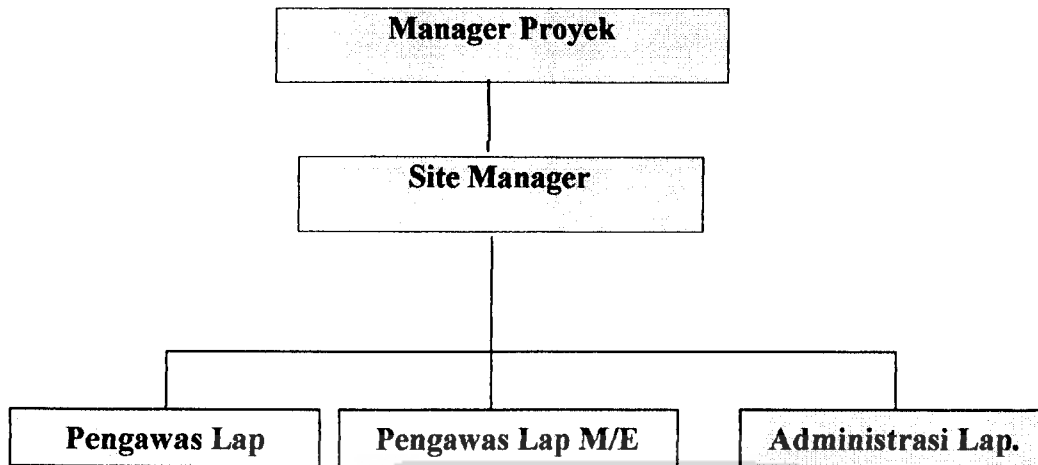 Manager Proyek
Site Manager
Pengawas Lap
Pengawas Lap M/E
Administrasi Lap.